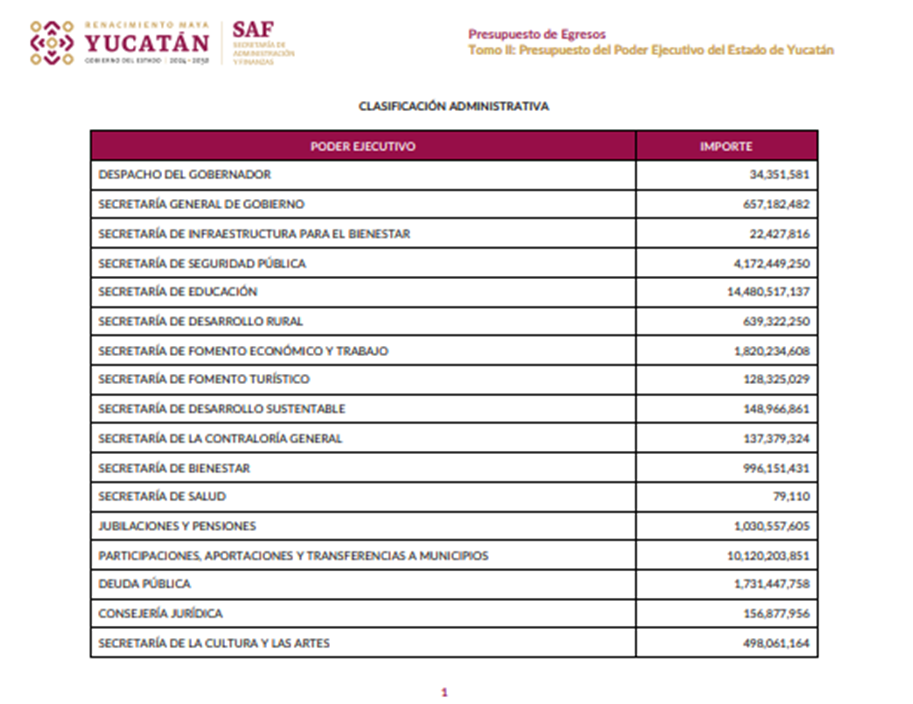 RENACIMIENTO MAYA
YUCATÁN
GOBIERNO DEL ESTADO | 2024 - 2030
SAF
SECRETARÍA DE
ADMINISTRACIÓN
Y FINANZAS
Presupuesto de Egresos
Tomo II: Presupuesto del Poder Ejecutivo del Estado de Yucatán
CLASIFICACIÓN ADMINISTRATIVA
PODER EJECUTIVO IMPORTE
DESPACHO DEL GOBERNADOR 34,351,581
SECRETARÍA GENERAL DE GOBIERNO 657,182,482
SECRETARÍA DE INFRAESTRUCTURA PARA EL BIENESTAR 22,427,816
SECRETARÍA DE SEGURIDAD PÚBLICA 4,172,449,250
SECRETARÍA DE EDUCACIÓN 14,480,517,137
SECRETARÍA DE DESARROLLO RURAL 639,322,250
SECRETARÍA DE FOMENTO ECONÓMICO Y TRABAJO 1,820,234,608
SECRETARÍA DE FOMENTO TURÍSTICO 128,325,029
SECRETARÍA DE DESARROLLO SUSTENTABLE 148,966,861
SECRETARÍA DE LA CONTRALORÍA GENERAL 137,379,324
SECRETARÍA DE BIENESTAR 996,151,431
SECRETARÍA DE SALUD 79,110
JUBILACIONES Y PENSIONES 1,030,557,605
PARTICIPACIONES, APORTACIONES Y TRANSFERENCIAS A MUNICIPIOS 10,120,203,851
DEUDA PÚBLICA 1,731,447,758
CONSEJERÍA JURÍDICA 156,877,956
SECRETARÍA DE LA CULTURA Y LAS ARTES 498,061,164
1